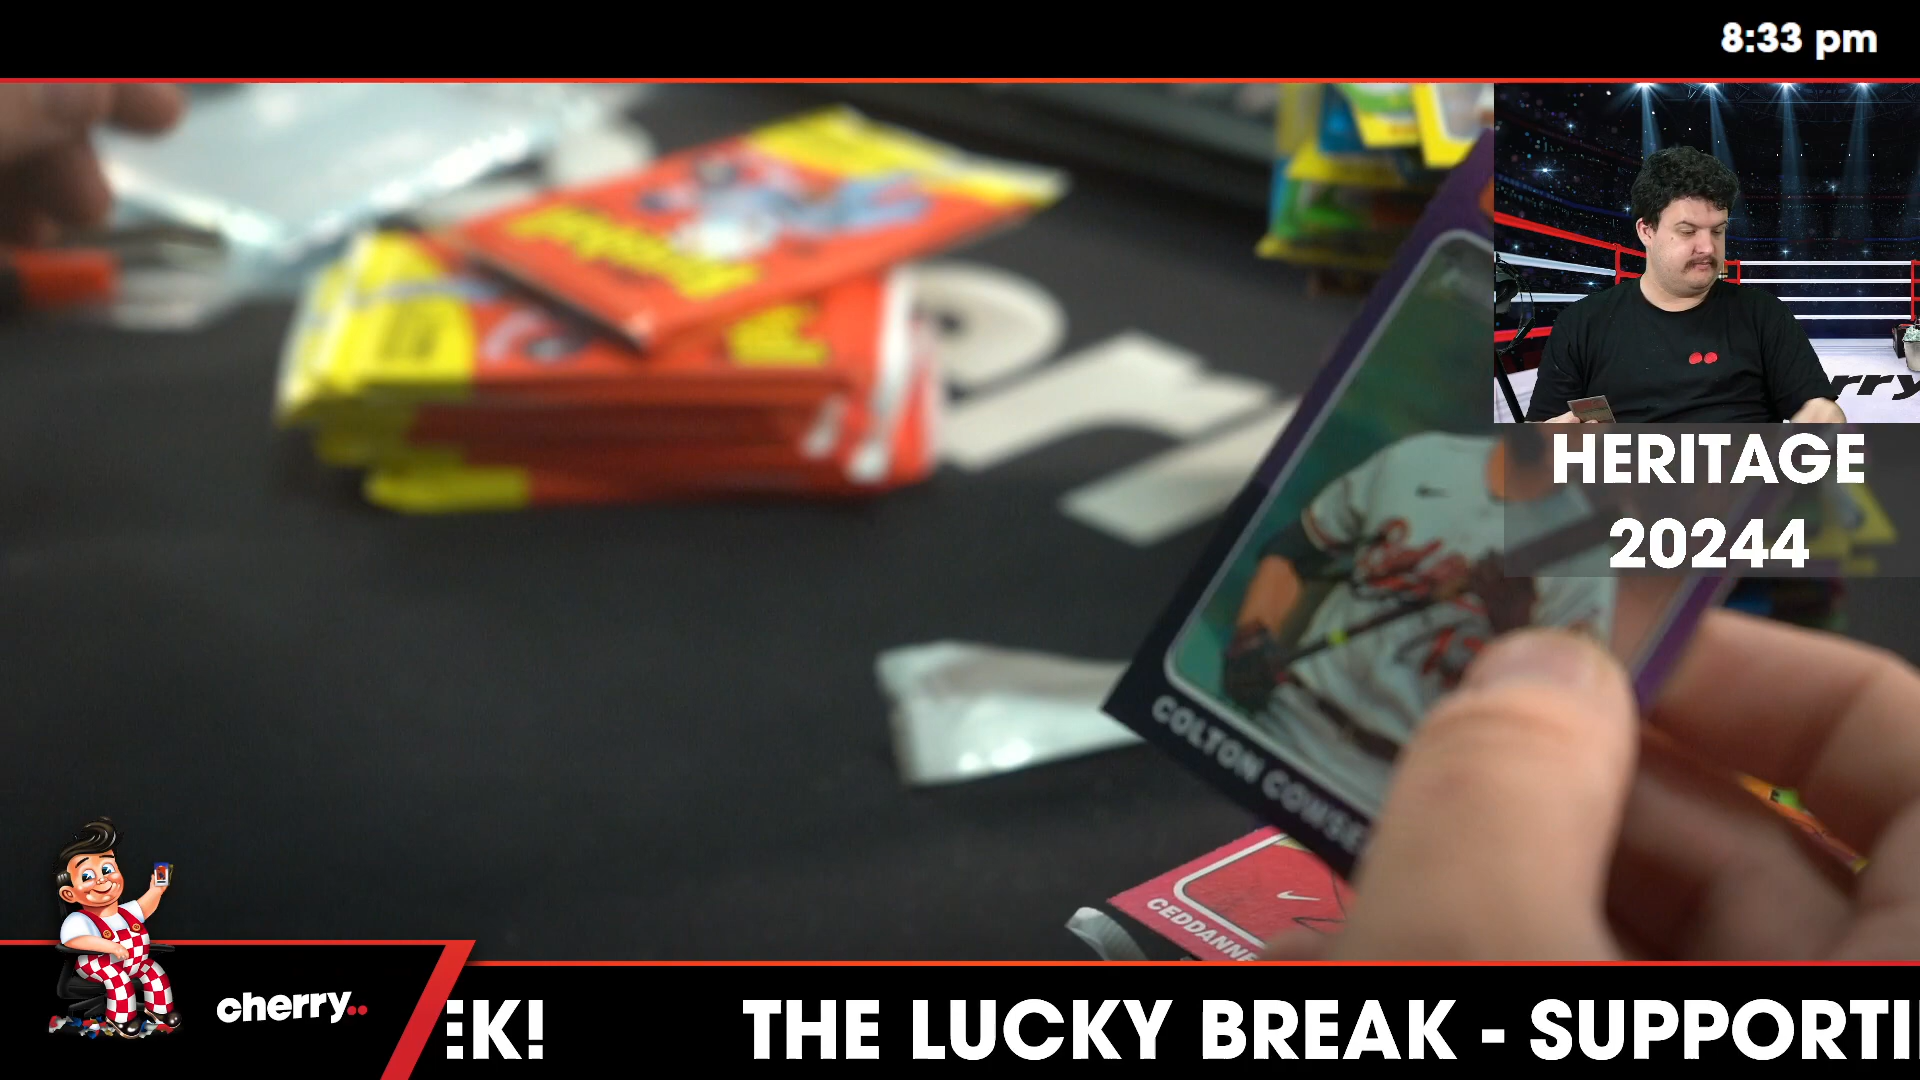 8:33 pm
HERITAGE
20244
COLTON COWSE
CEDDANNE
cherry..
EK!
THE LUCKY BREAK - SUPPORTI